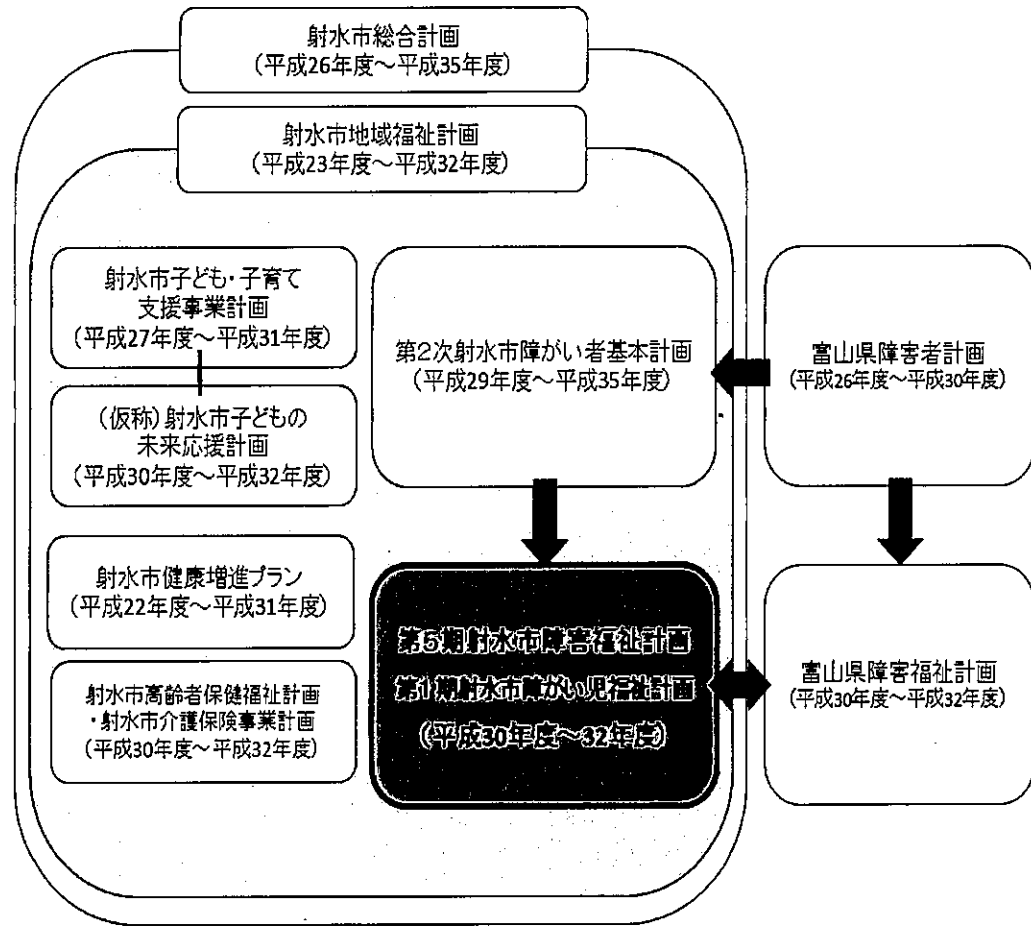 射水市総合計画
（平成26年度～平成35年度）
射水市地域福祉計画
（平成23年度～平成32年度）
射水市子ども・子育て
支援事業計画
（平成27年度～平成31年度）
（仮称）射水市子どもの
未来応援計画
（平成30年度～平成32年度）
射水市健康増進プラン
（平成22年度～平成31年度）
射水市高齢者保健福祉計画
・射水市介護保険事業計画
（平成30年度～平成32年度）
第2次射水市障がい者基本計画
（平成29年度～平成35年度）
第5期射水市障害福祉計画
第1期射水市障がい児福祉計画
（平成30年度～32年度）
富山県障害者計画
（平成26年度～平成30年度）
富山県障害福祉計画
（平成30年度～平成32年度）